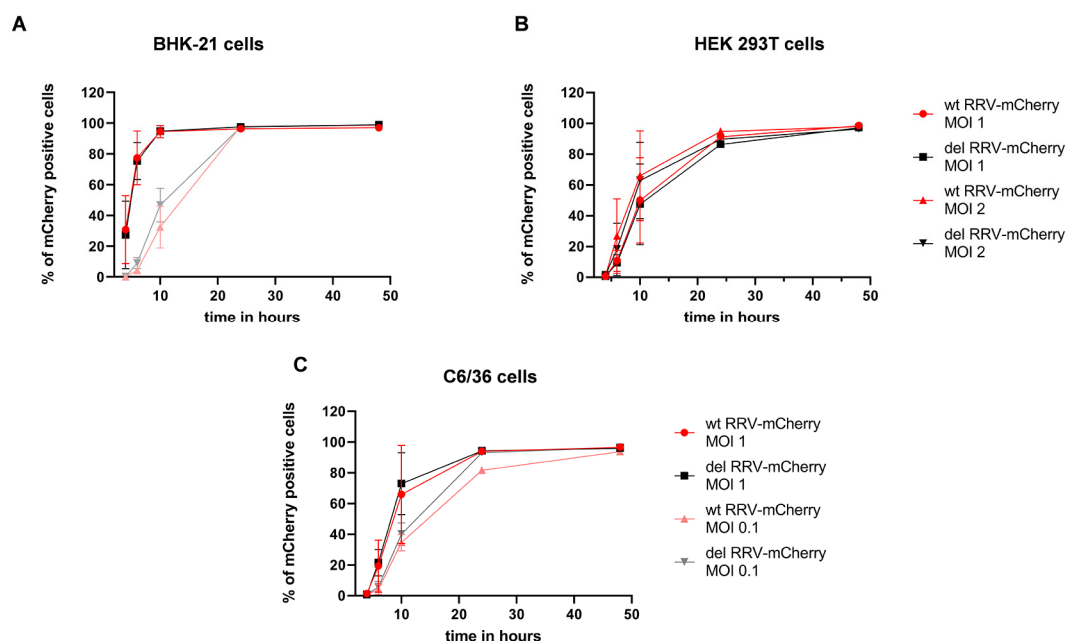 A
BHK-21 cells
% of mCherry positive cells
120
100
80
60
40
20
0
10
20
30
40
50
time in hours
B
HEK 293T cells
% of mCherry positive cells
120
100
80
60
40
20
0
10
20
30
40
50
time in hours
wt RRV-mCherry
MOI 1
del RRV-mCherry
MOI 1
wt RRV-mCherry
MOI 2
del RRV-mCherry
MOI 2
C
C6/36 cells
% of mCherry positive cells
120
100
80
60
40
20
0
10
20
30
40
50
time in hours
wt RRV-mCherry
MOI 1
del RRV-mCherry
MOI 1
wt RRV-mCherry
MOI 0.1
del RRV-mCherry
MOI 0.1